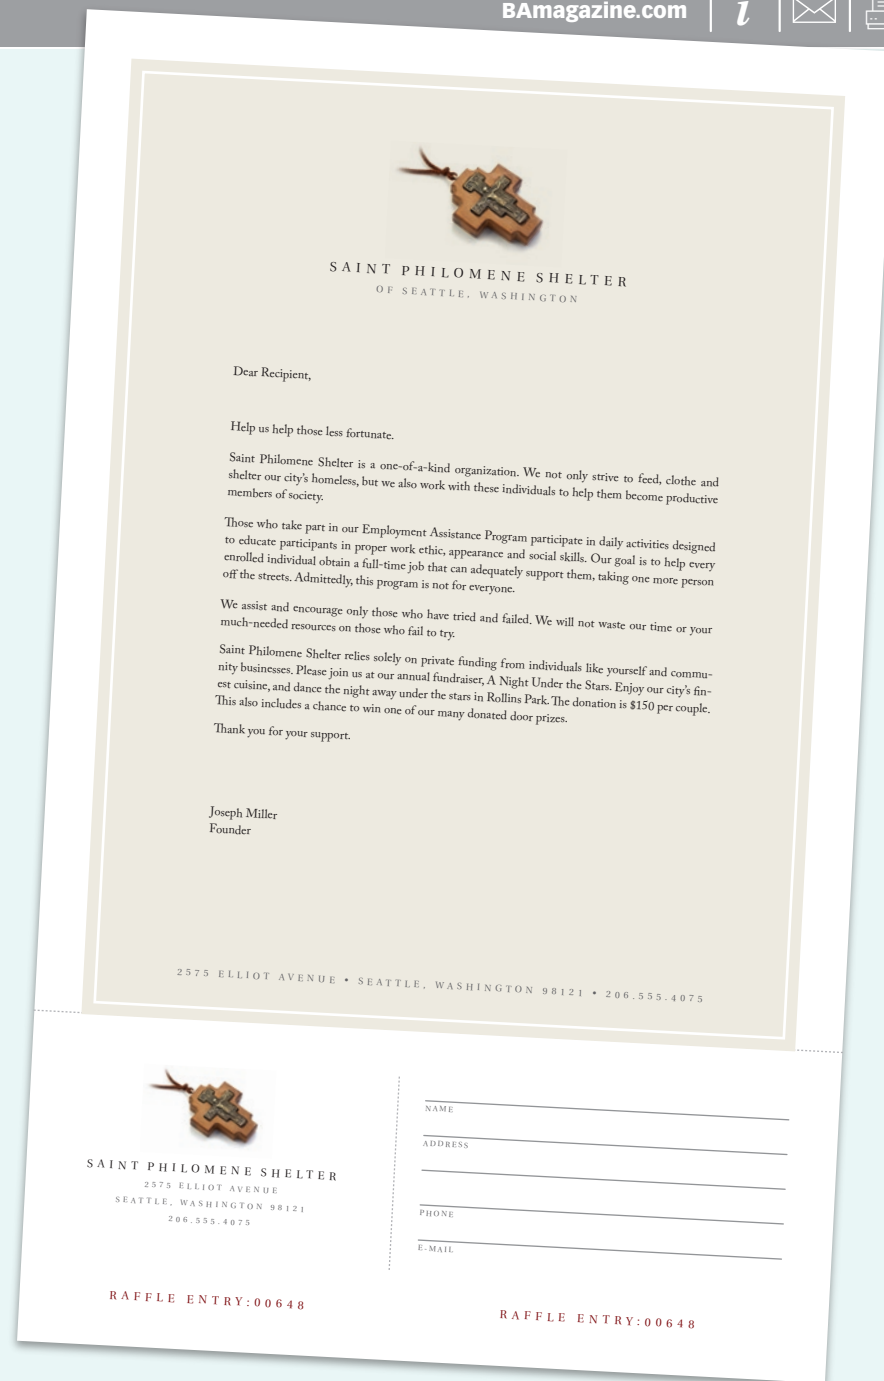 BAmagazine.com
i
SAINT PHILOMENE SHELTER
OF SEATTLE, WASHINGTON
Dear Recipient,
Help us help those less fortunate.
Saint Philomene Shelter is a one-of-a-kind organization. We not only strive to feed, clothe and
shelter our city's homeless, but we also work with these individuals to help them become productive
members of society.
Those who take part in our Employment Assistance Program participate in daily activities designed
to educate participants in proper work ethic, appearance and social skills. Our goal is to help every
enrolled individual obtain a full-time job that can adequately support them, taking one more person
off the streets. Admittedly, this program is not for everyone.
We assist and encourage only those who have tried and failed. We will not waste our time or your
much-needed resources on those who fail to try.
Saint Philomene Shelter relies solely on private funding from individuals like yourself and commu-
nity businesses. Please join us at our annual fundraiser, A Night Under the Stars. Enjoy our city's fin-
est cuisine, and dance the night away under the stars in Rollins Park. The donation is $150 per couple.
This also includes a chance to win one of our many donated door prizes.
Thank you for your support.
Joseph Miller
Founder
2575 ELLIOT AVENUE • SEATTLE, WASHINGTON 98121 • 206.555.4075
SAINT PHILOMENE SHELTER
2575 ELLIOT AVENUE
SEATTLE, WASHINGTON 98121
206.555.4075
RAFFLE ENTRY:00648
NAME
ADDRESS
PHONE
E-MAIL
RAFFLE ENTRY:00648